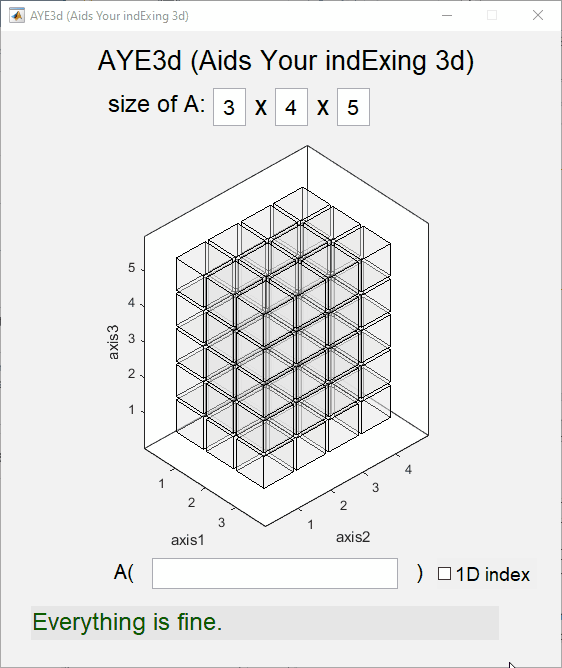 AYE3d (Aids Your indExing 3d)
AYE3d (Aids Your indExing 3d)
size of A: 3 x 4 x 5
5
4
3
2
1
axis3
1
2
3
axis1
1
2
3
4
axis2
A( ) 1D index
Everything is fine.